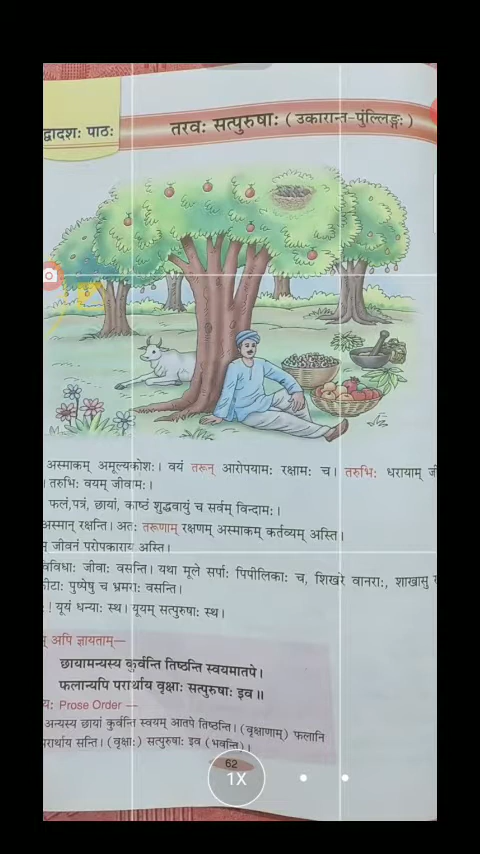 द्वादशः पाठः
तरवः सत्पुरुषाः (उकारान्त-पुंल्लिङ्गः)
अस्माकम् अमूल्यकोशः। वयं तरून् आरोपयामः रक्षामः च। तरुभिः धरायाम्
। तरुभिः वयम् जीवामः।
फलं,पत्रं, छायां, काष्ठं शुद्धवायुं च सर्वम् विन्दामः।
अस्मान् रक्षन्ति। अतः तरूणाम् रक्षणम् अस्माकम् कर्तव्यम् अस्ति।
जीवनं परोपकाराय अस्ति।
विविधाः जीवाः वसन्ति। यथा मूले सर्पाः पिपीलिकाः च, शिखरे वानराः, शाखासु
कीटाः पुष्पेषु च भ्रमराः वसन्ति।
! यूयं धन्याः स्थ। यूयम् सत्पुरुषाः स्थ।
अपि ज्ञायताम्—
छायामन्यस्य कुर्वन्ति तिष्ठन्ति स्वयमातपे।
फलान्यपि परार्थाय वृक्षाः सत्पुरुषाः इव॥
यः Prose Order —
अन्यस्य छायां कुर्वन्ति स्वयम् आतपे तिष्ठन्ति। (वृक्षाणाम्) फलानि
परार्थाय सन्ति। (वृक्षाः) सत्पुरुषाः इव (भवन्ति)।
62
1X